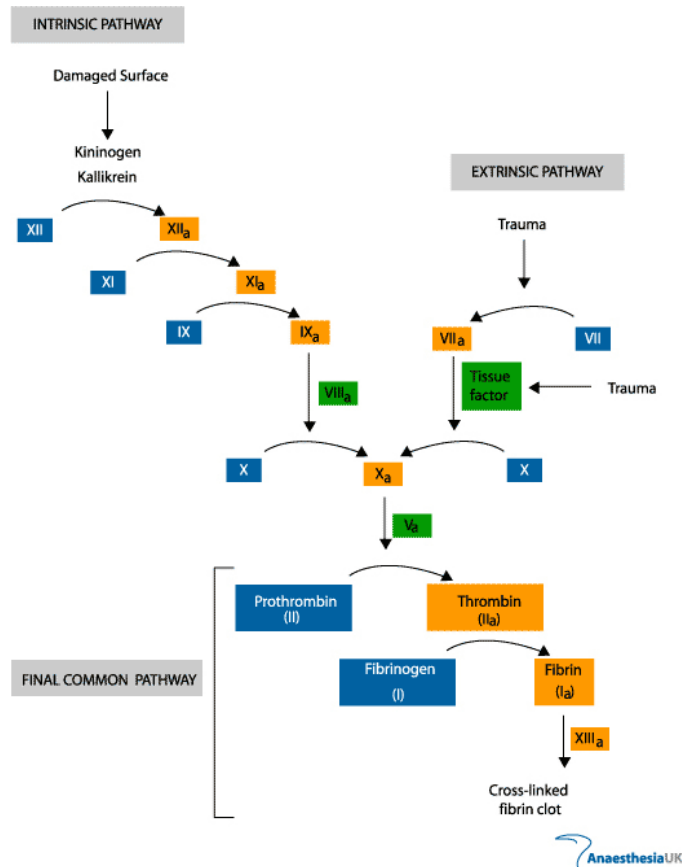 INTRINSIC PATHWAY
Damaged Surface
Kininogen
Kallikrein
EXTRINSIC PATHWAY
Trauma
XII
XIIa
XI
XIa
IX
IXa
VIIa
VII
VIIIa
Tissue
factor
Trauma
X
Xa
X
Va
Prothrombin
(II)
Thrombin
(IIa)
Fibrinogen
(I)
Fibrin
(Ia)
FINAL COMMON PATHWAY
XIIIa
Cross-linked
fibrin clot
AnaesthesiaUK